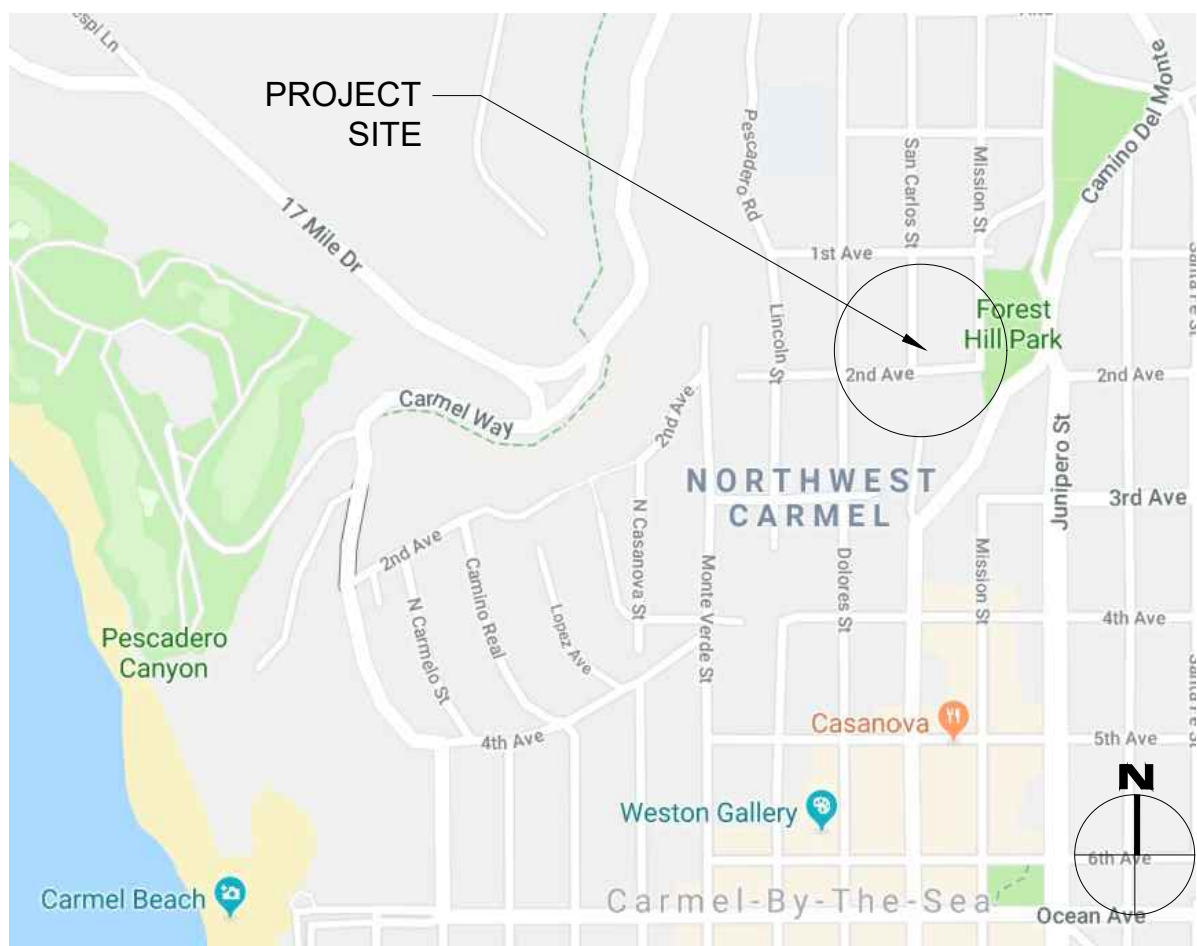 PROJECT
SITE
17 Mile Dr
Pescadero Rd
San Carlos St
Mission St
Camino Del Monte
1st Ave
Forest
Hill Park
Lincoln St
2nd Ave
2nd Ave
Carmel Way
2nd Ave
NORTHWEST
CARMEL
3rd Ave
Junipero St
2nd Ave
N Casanova St
Monte Verde St
Dolores St
Mission St
N Carmelo St
Camino Real
Lopez Ave
4th Ave
Pescadero
Canyon
Casanova
4th Ave
5th Ave
N
Weston Gallery
6th Ave
Carmel Beach
Carmel-By-The-Sea
Ocean Ave